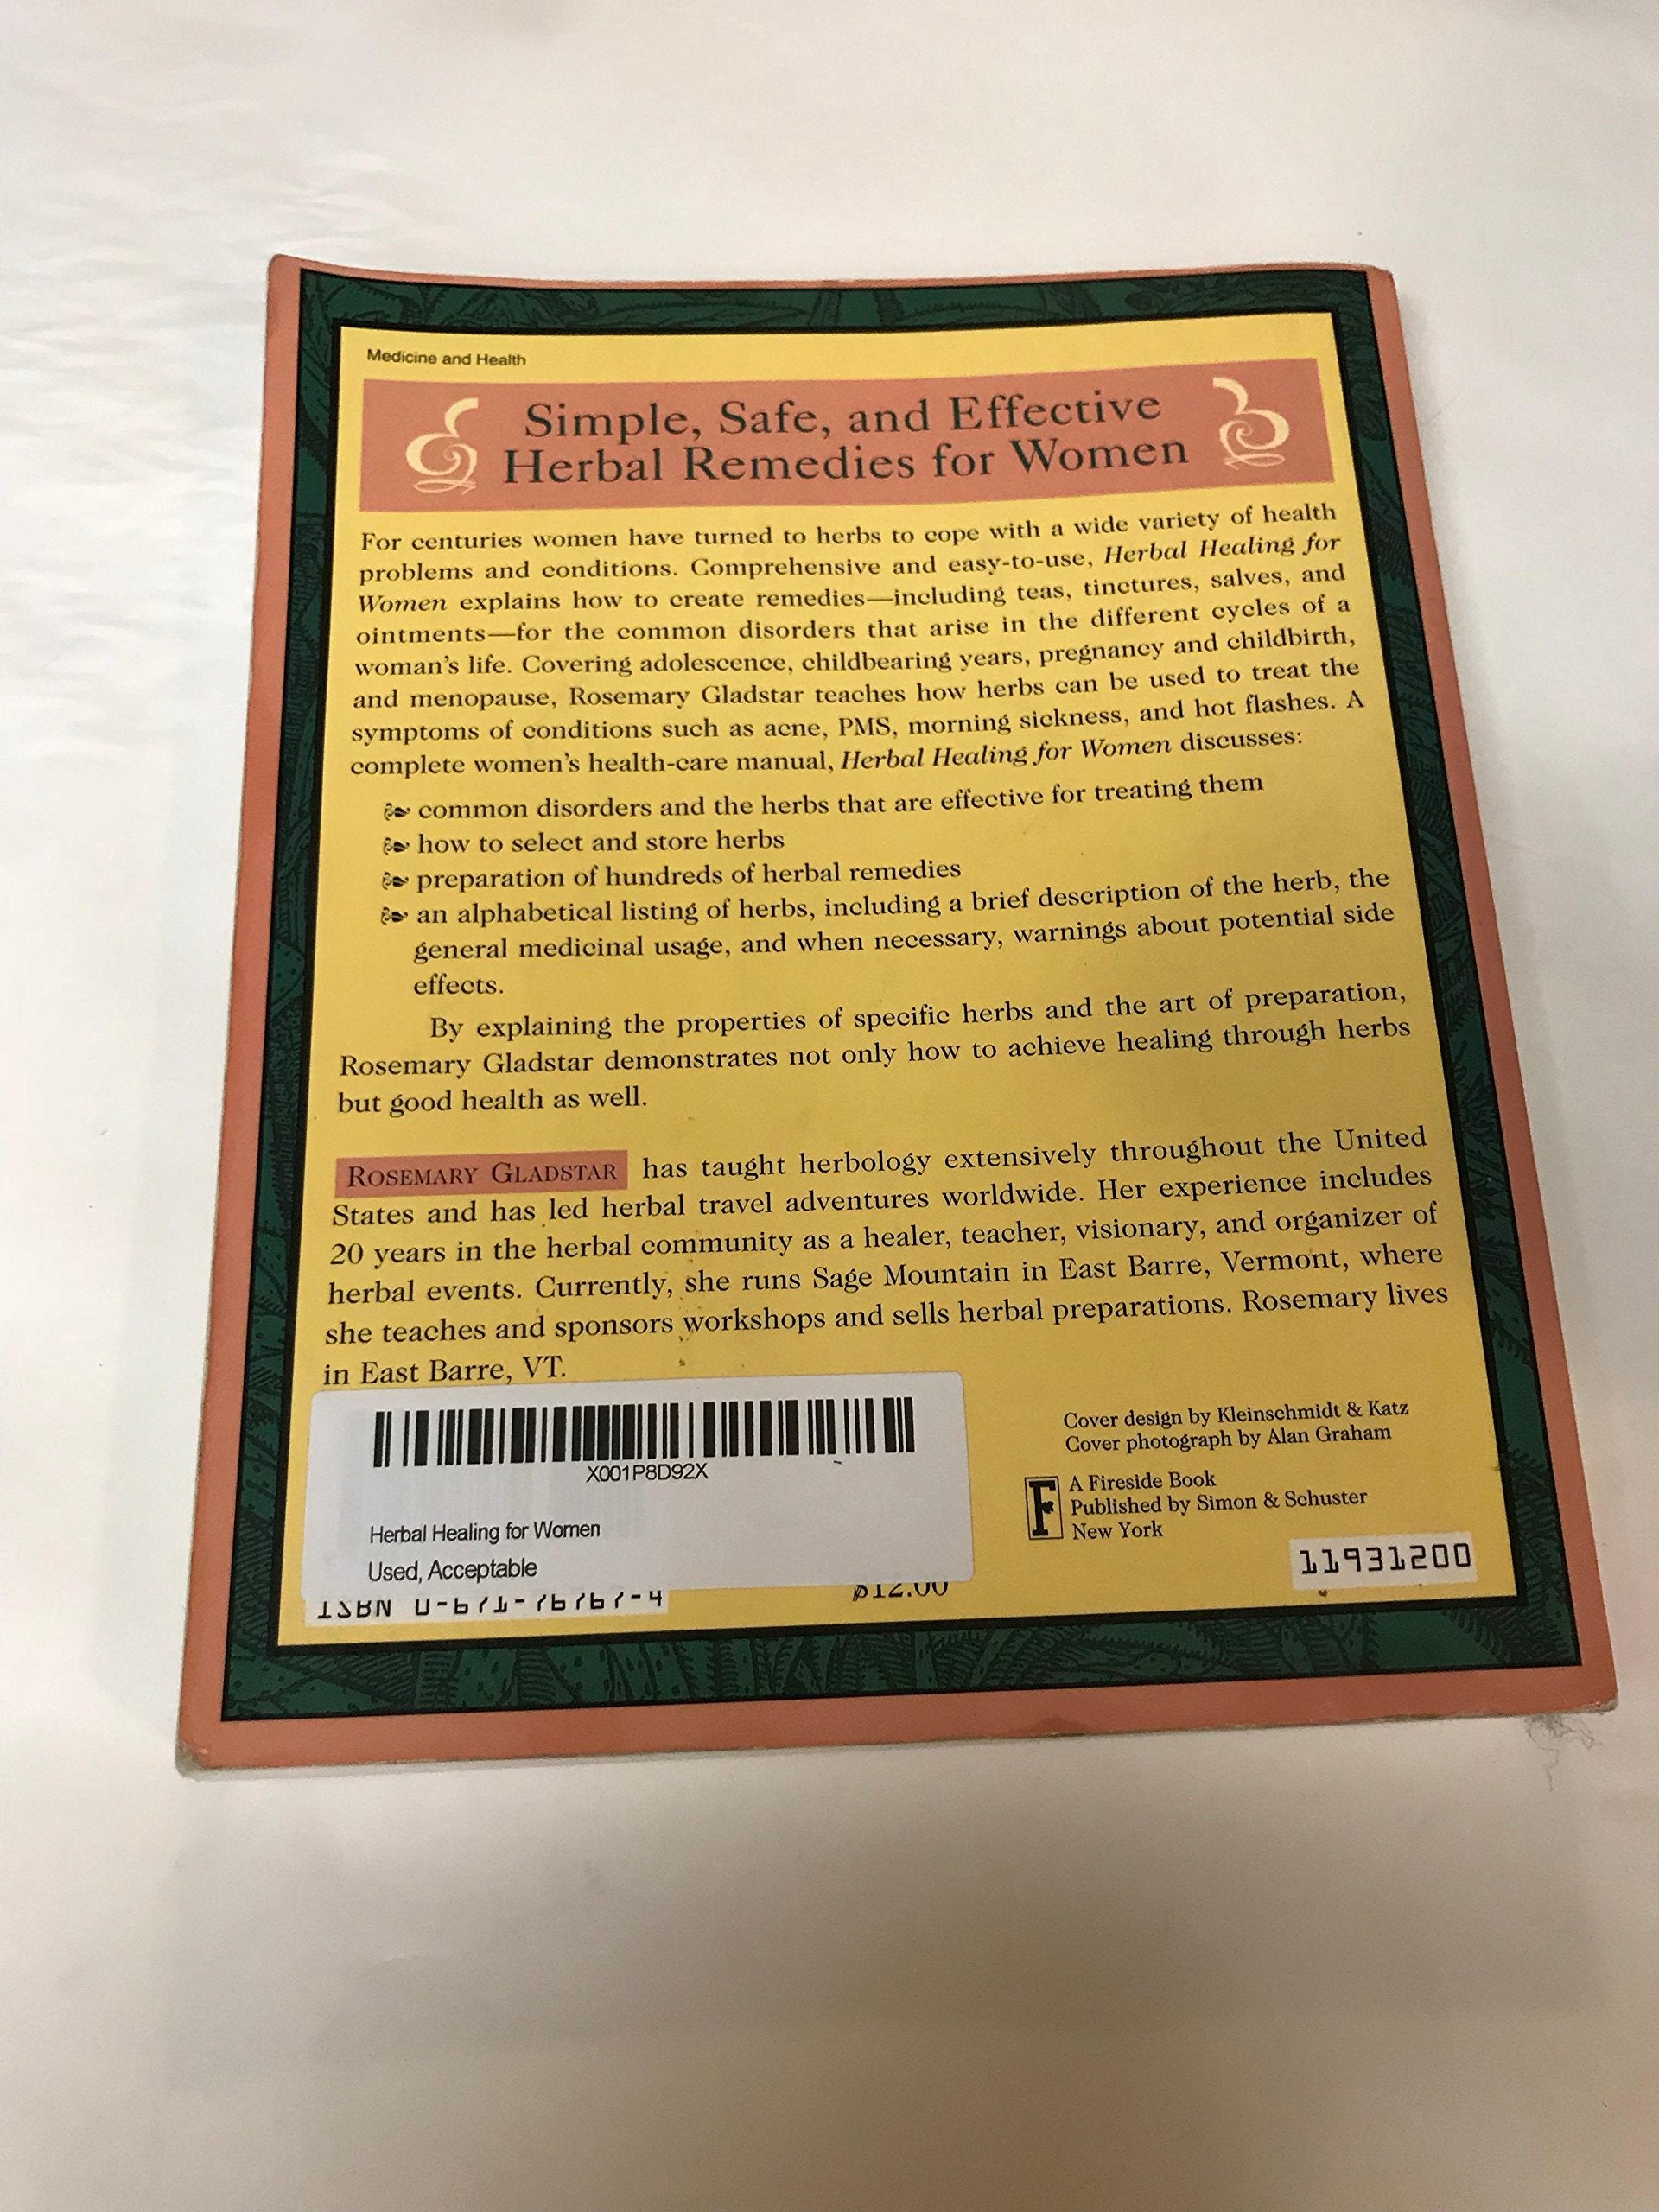 Medicine and Health
Simple, Safe, and Effective
Herbal Remedies for Women
For centuries women have turned to herbs to cope with a wide variety of health
problems and conditions. Comprehensive and easy-to-use, Herbal Healing for
Women explains how to create remedies—including teas, tinctures, salves, and
ointments—for the common disorders that arise in the different cycles of a
woman's life. Covering adolescence, childbearing years, pregnancy and childbirth,
and menopause, Rosemary Gladstar teaches how herbs can be used to treat the
symptoms of conditions such as acne, PMS, morning sickness, and hot flashes. A
complete women's health-care manual, Herbal Healing for Women discusses:
common disorders and the herbs that are effective for treating them
how to select and store herbs
preparation of hundreds of herbal remedies
an alphabetical listing of herbs, including a brief description of the herb, the
general medicinal usage, and when necessary, warnings about potential side
effects.
By explaining the properties of specific herbs and the art of preparation,
Rosemary Gladstar demonstrates not only how to achieve healing through herbs
but good health as well.
ROSEMARY GLADSTAR has taught herbology extensively throughout the United
States and has led herbal travel adventures worldwide. Her experience includes
20 years in the herbal community as a healer, teacher, visionary, and organizer of
herbal events. Currently, she runs Sage Mountain in East Barre, Vermont, where
she teaches and sponsors workshops and sells herbal preparations. Rosemary lives
in East Barre, VT.
X001P8D92X
Herbal Healing for Women
Used, Acceptable
ISBN 0-671-76767-4
$12.00
Cover design by Kleinschmidt & Katz
Cover photograph by Alan Graham
F
A Fireside Book
Published by Simon & Schuster
New York
11931200